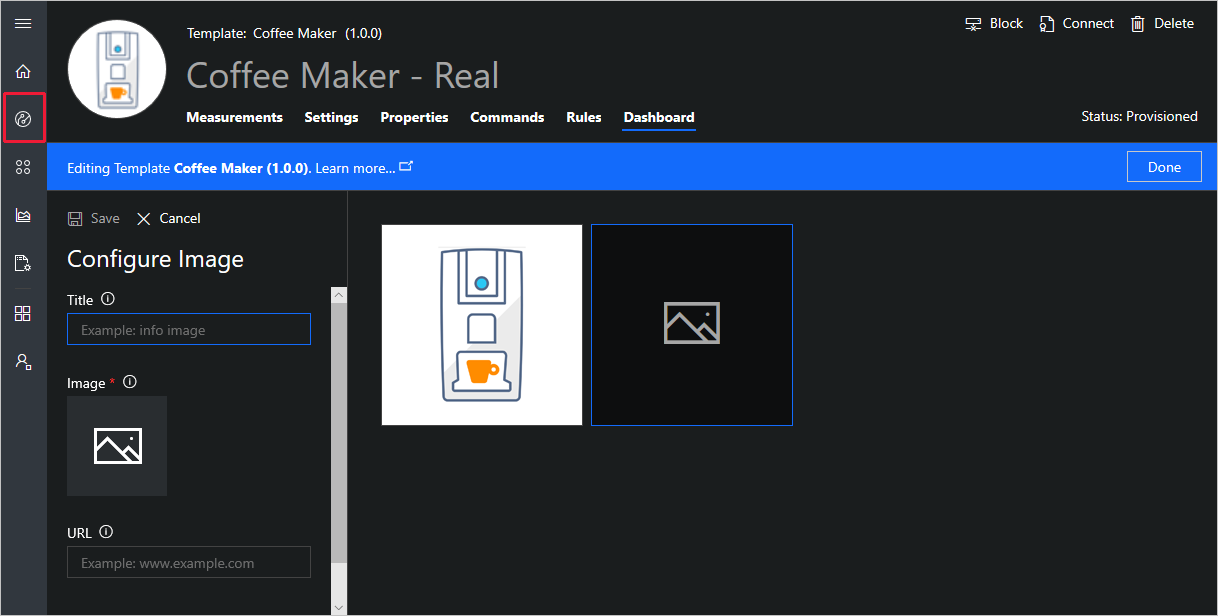 Template: Coffee Maker (1.0.0)
Block
Connect
Delete
Coffee Maker - Real
Measurements
Settings
Properties
Commands
Rules
Dashboard
Status: Provisioned
Editing Template Coffee Maker (1.0.0). Learn more...
Done
Save
Cancel
Configure Image
Title
Example: info image
Image *
URL
Example: www.example.com